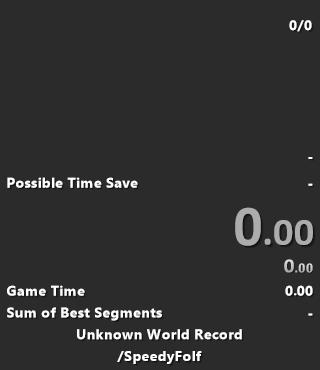 0/0
-
Possible Time Save -
0.00
0.00
Game Time 0.00
Sum of Best Segments -
Unknown World Record
/SpeedyFolf